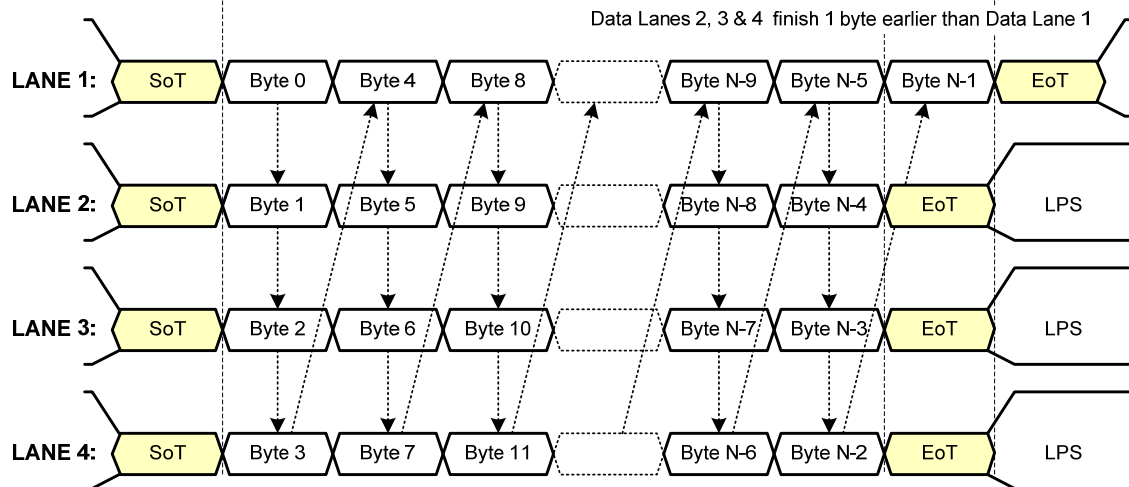 Data Lanes 2, 3 & 4 finish 1 byte earlier than Data Lane 1
LANE 1: SoT Byte 0 Byte 4 Byte 8 Byte N-9 Byte N-5 Byte N-1 EoT
LANE 2: SoT Byte 1 Byte 5 Byte 9 Byte N-8 Byte N-4 EoT LPS
LANE 3: SoT Byte 2 Byte 6 Byte 10 Byte N-7 Byte N-3 EoT LPS
LANE 4: SoT Byte 3 Byte 7 Byte 11 Byte N-6 Byte N-2 EoT LPS